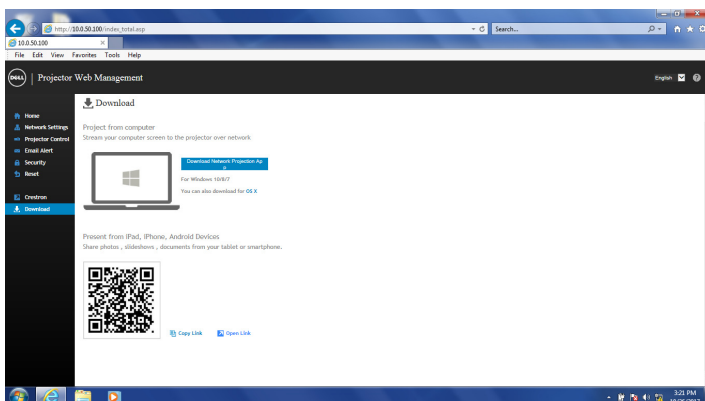 http://10.0.50.100/index_total.asp
Search...
10.0.50.100
File Edit View Favorites Tools Help
DELL | Projector Web Management
English
Download
Home
Network Settings
Projector Control
Email Alert
Security
Reset
Crestron
Download
Project from computer
Stream your computer screen to the projector over network
Download Network Projection Ap
p
For Windows 10/8/7
You can also download for OS X
Present from iPad, iPhone, Android Devices
Share photos , slideshows , documents from your tablet or smartphone.
Copy Link
Open Link
3:21 PM
10/26/2017